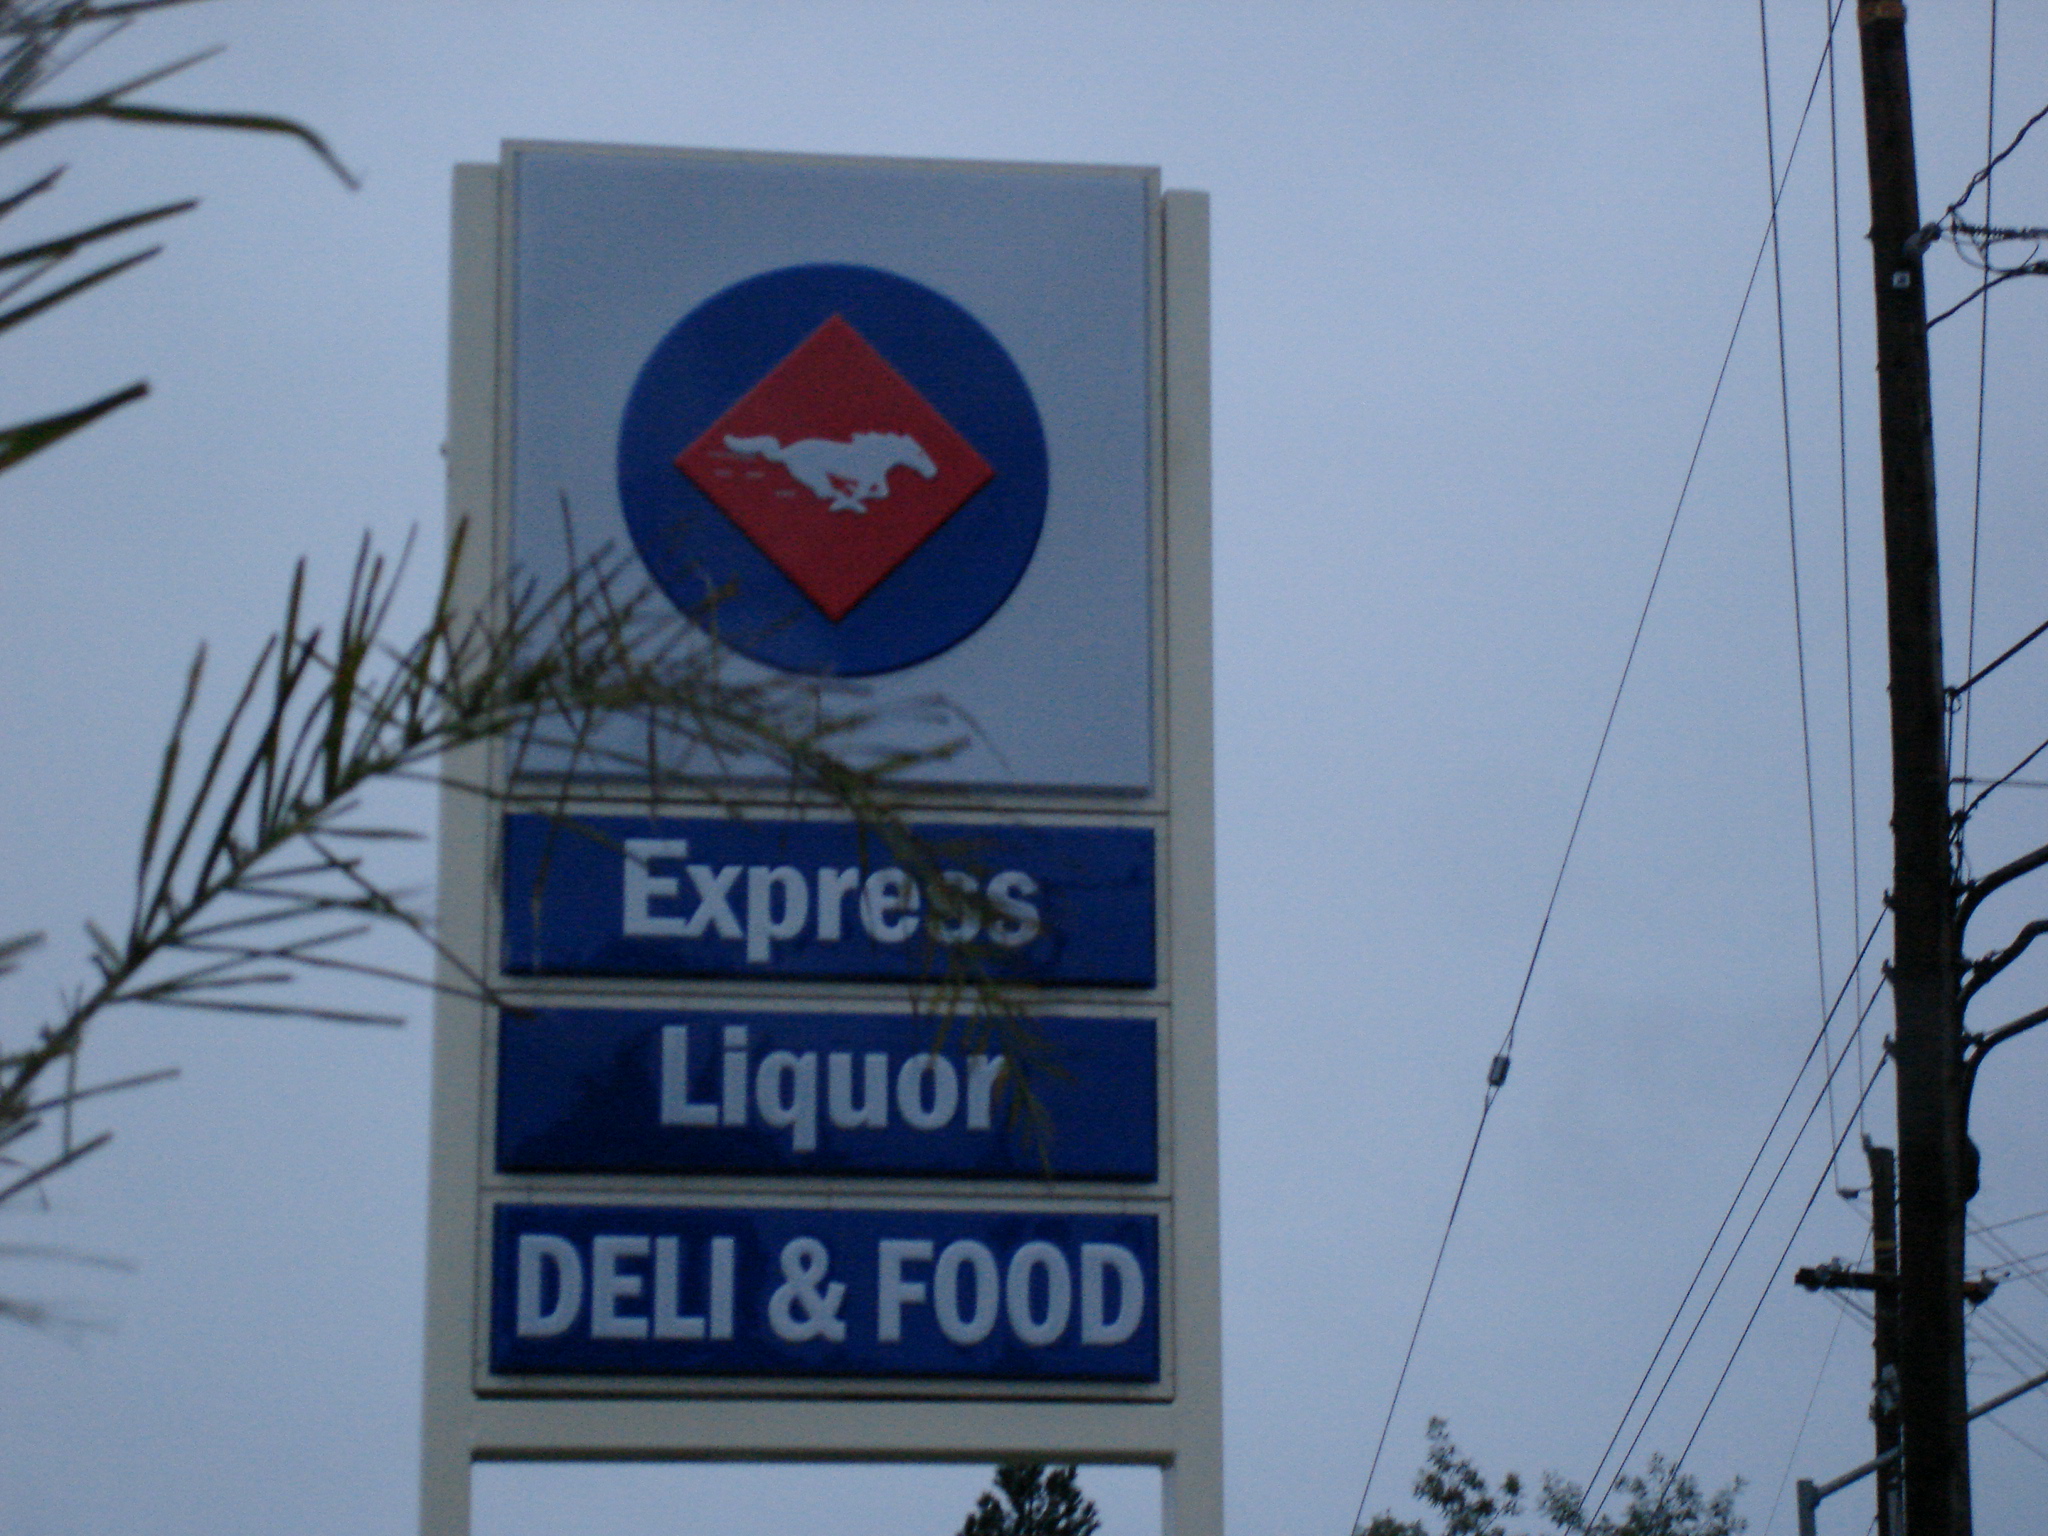 Express
Liquor
DELI & FOOD